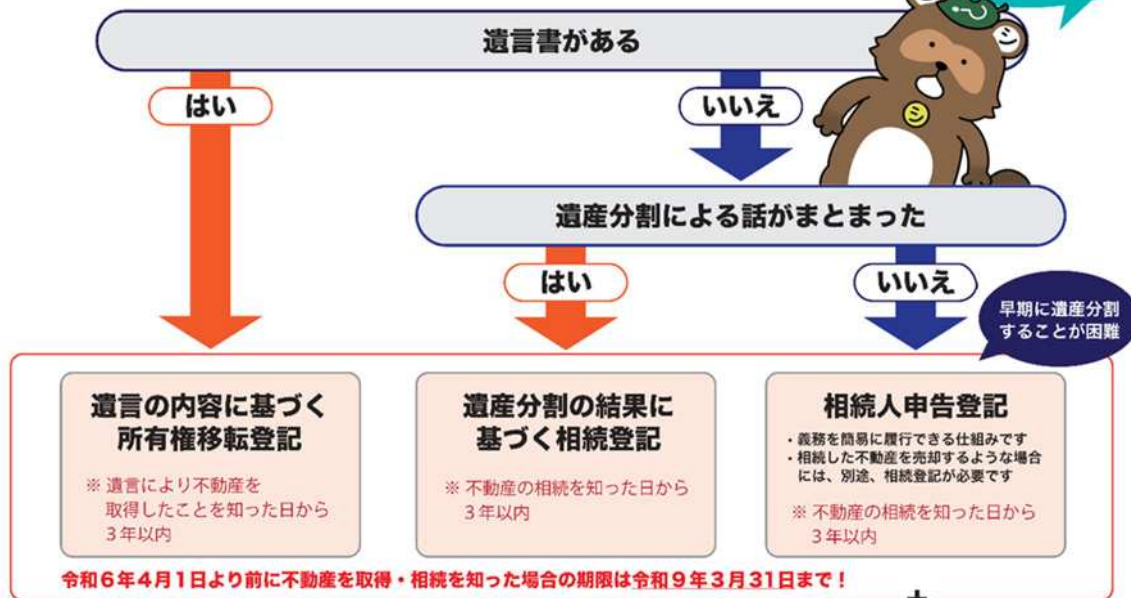 遺言書がある
はい
いいえ
遺産分割による話がまとまった
はい
いいえ
早期に遺産分割
することが困難
遺言の内容に基づく
所有権移転登記
※ 遺言により不動産を
取得したことを知った日から
3年以内
遺産分割の結果に
基づく相続登記
※ 不動産の相続を知った日から
3年以内
相続人申告登記
・義務を簡易に履行できる仕組みです
・相続した不動産を売却するような場合
には、別途、相続登記が必要です
※ 不動産の相続を知った日から
3年以内
令和6年4月1日より前に不動産を取得・相続を知った場合の期限は令和9年3月31日まで！
?
シ
シ
+